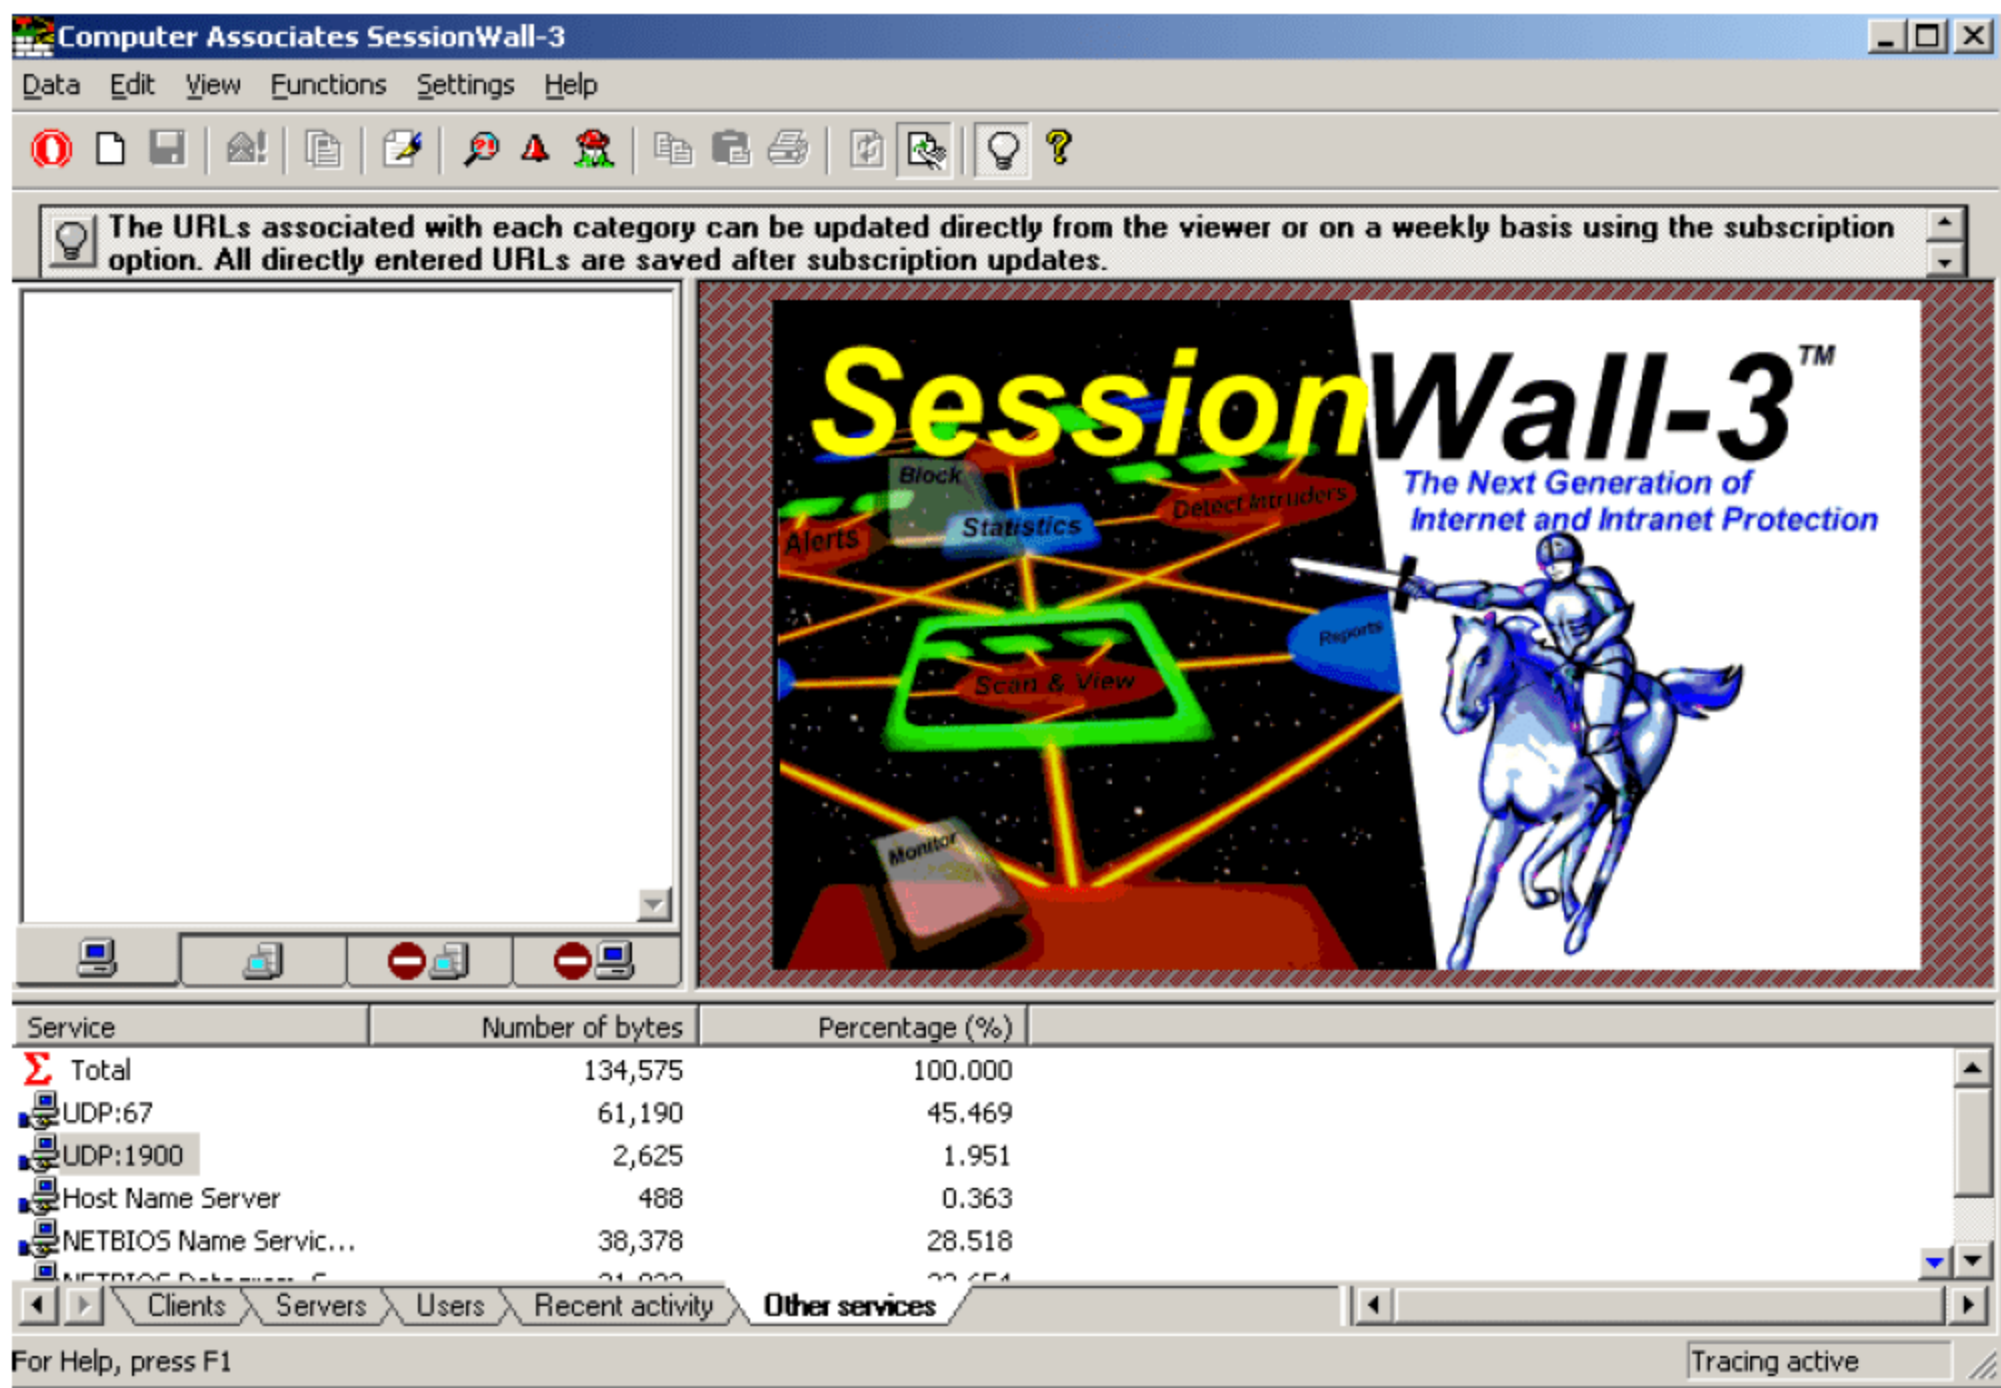 Computer Associates SessionWall-3
Data Edit View Functions Settings Help
The URLs associated with each category can be updated directly from the viewer or on a weekly basis using the subscription
option. All directly entered URLs are saved after subscription updates.
SessionWall-3™
The Next Generation of
Internet and Intranet Protection
Block
Detect Intruders
Statistics
Alerts
Reports
Scan & View
Monitor
Service Number of bytes Percentage (%)
Total 134,575 100.000
UDP:67 61,190 45.469
UDP:1900 2,625 1.951
Host Name Server 488 0.363
NETBIOS Name Servic... 38,378 28.518
Clients Servers Users Recent activity Other services
For Help, press F1 Tracing active